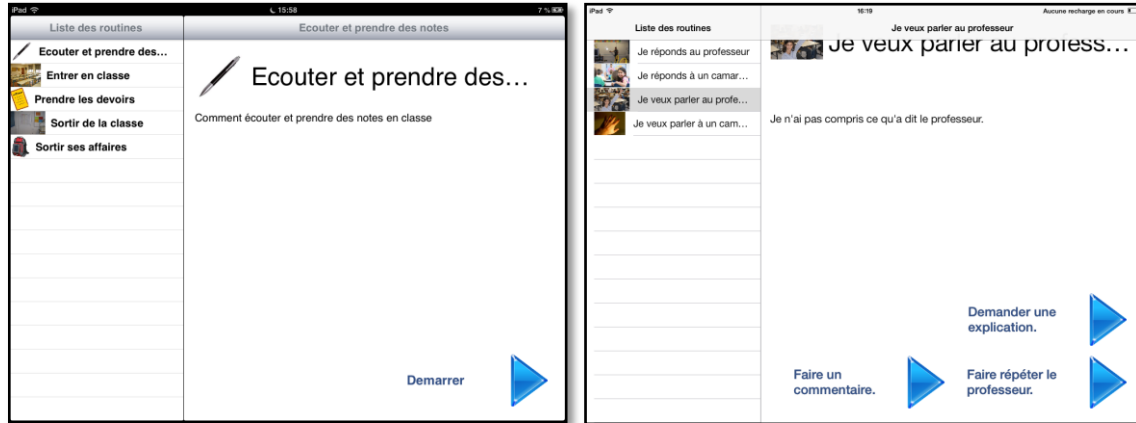 iPad 15:58 7 %
Liste des routines
Ecouter et prendre des notes
Ecouter et prendre des…
Entrer en classe
Prendre les devoirs
Sortir de la classe
Sortir ses affaires
Ecouter et prendre des…
Comment écouter et prendre des notes en classe
Demarrer
iPad 16:19 Aucune recharge en cours
Liste des routines
Je veux parler au professeur
Je réponds au professeur
Je réponds à un camar…
Je veux parler au profe…
Je veux parler à un cam…
Je veux parler au profess…
Je n'ai pas compris ce qu'a dit le professeur.
Demander une
explication.
Faire un
commentaire.
Faire répéter le
professeur.